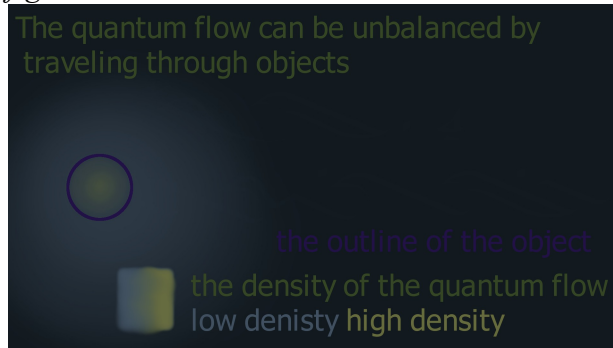 The quantum flow can be unbalanced by
traveling through objects
the outline of the object
the density of the quantum flow
low denisty high density